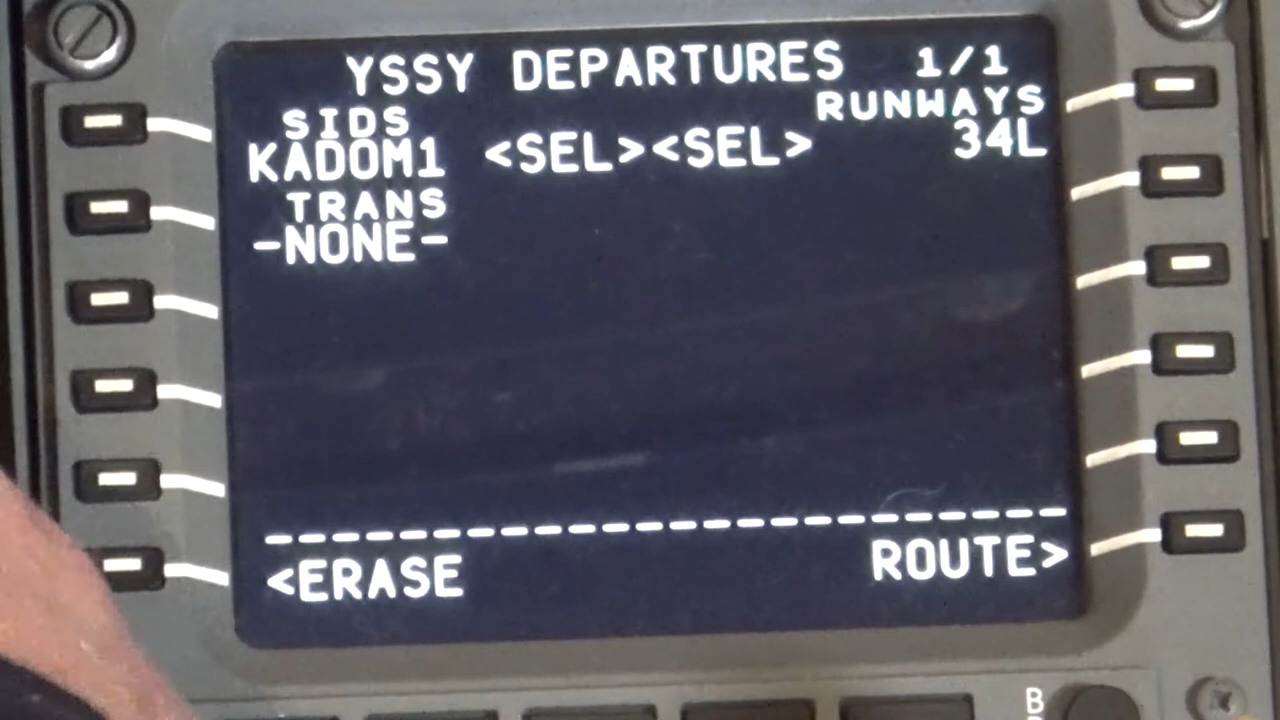 YSSY DEPARTURES 1/1
SIDS RUNWAYS
KADOM1 <SEL><SEL> 34L
TRANS
-NONE-
------------------------
<ERASE ROUTE>
B